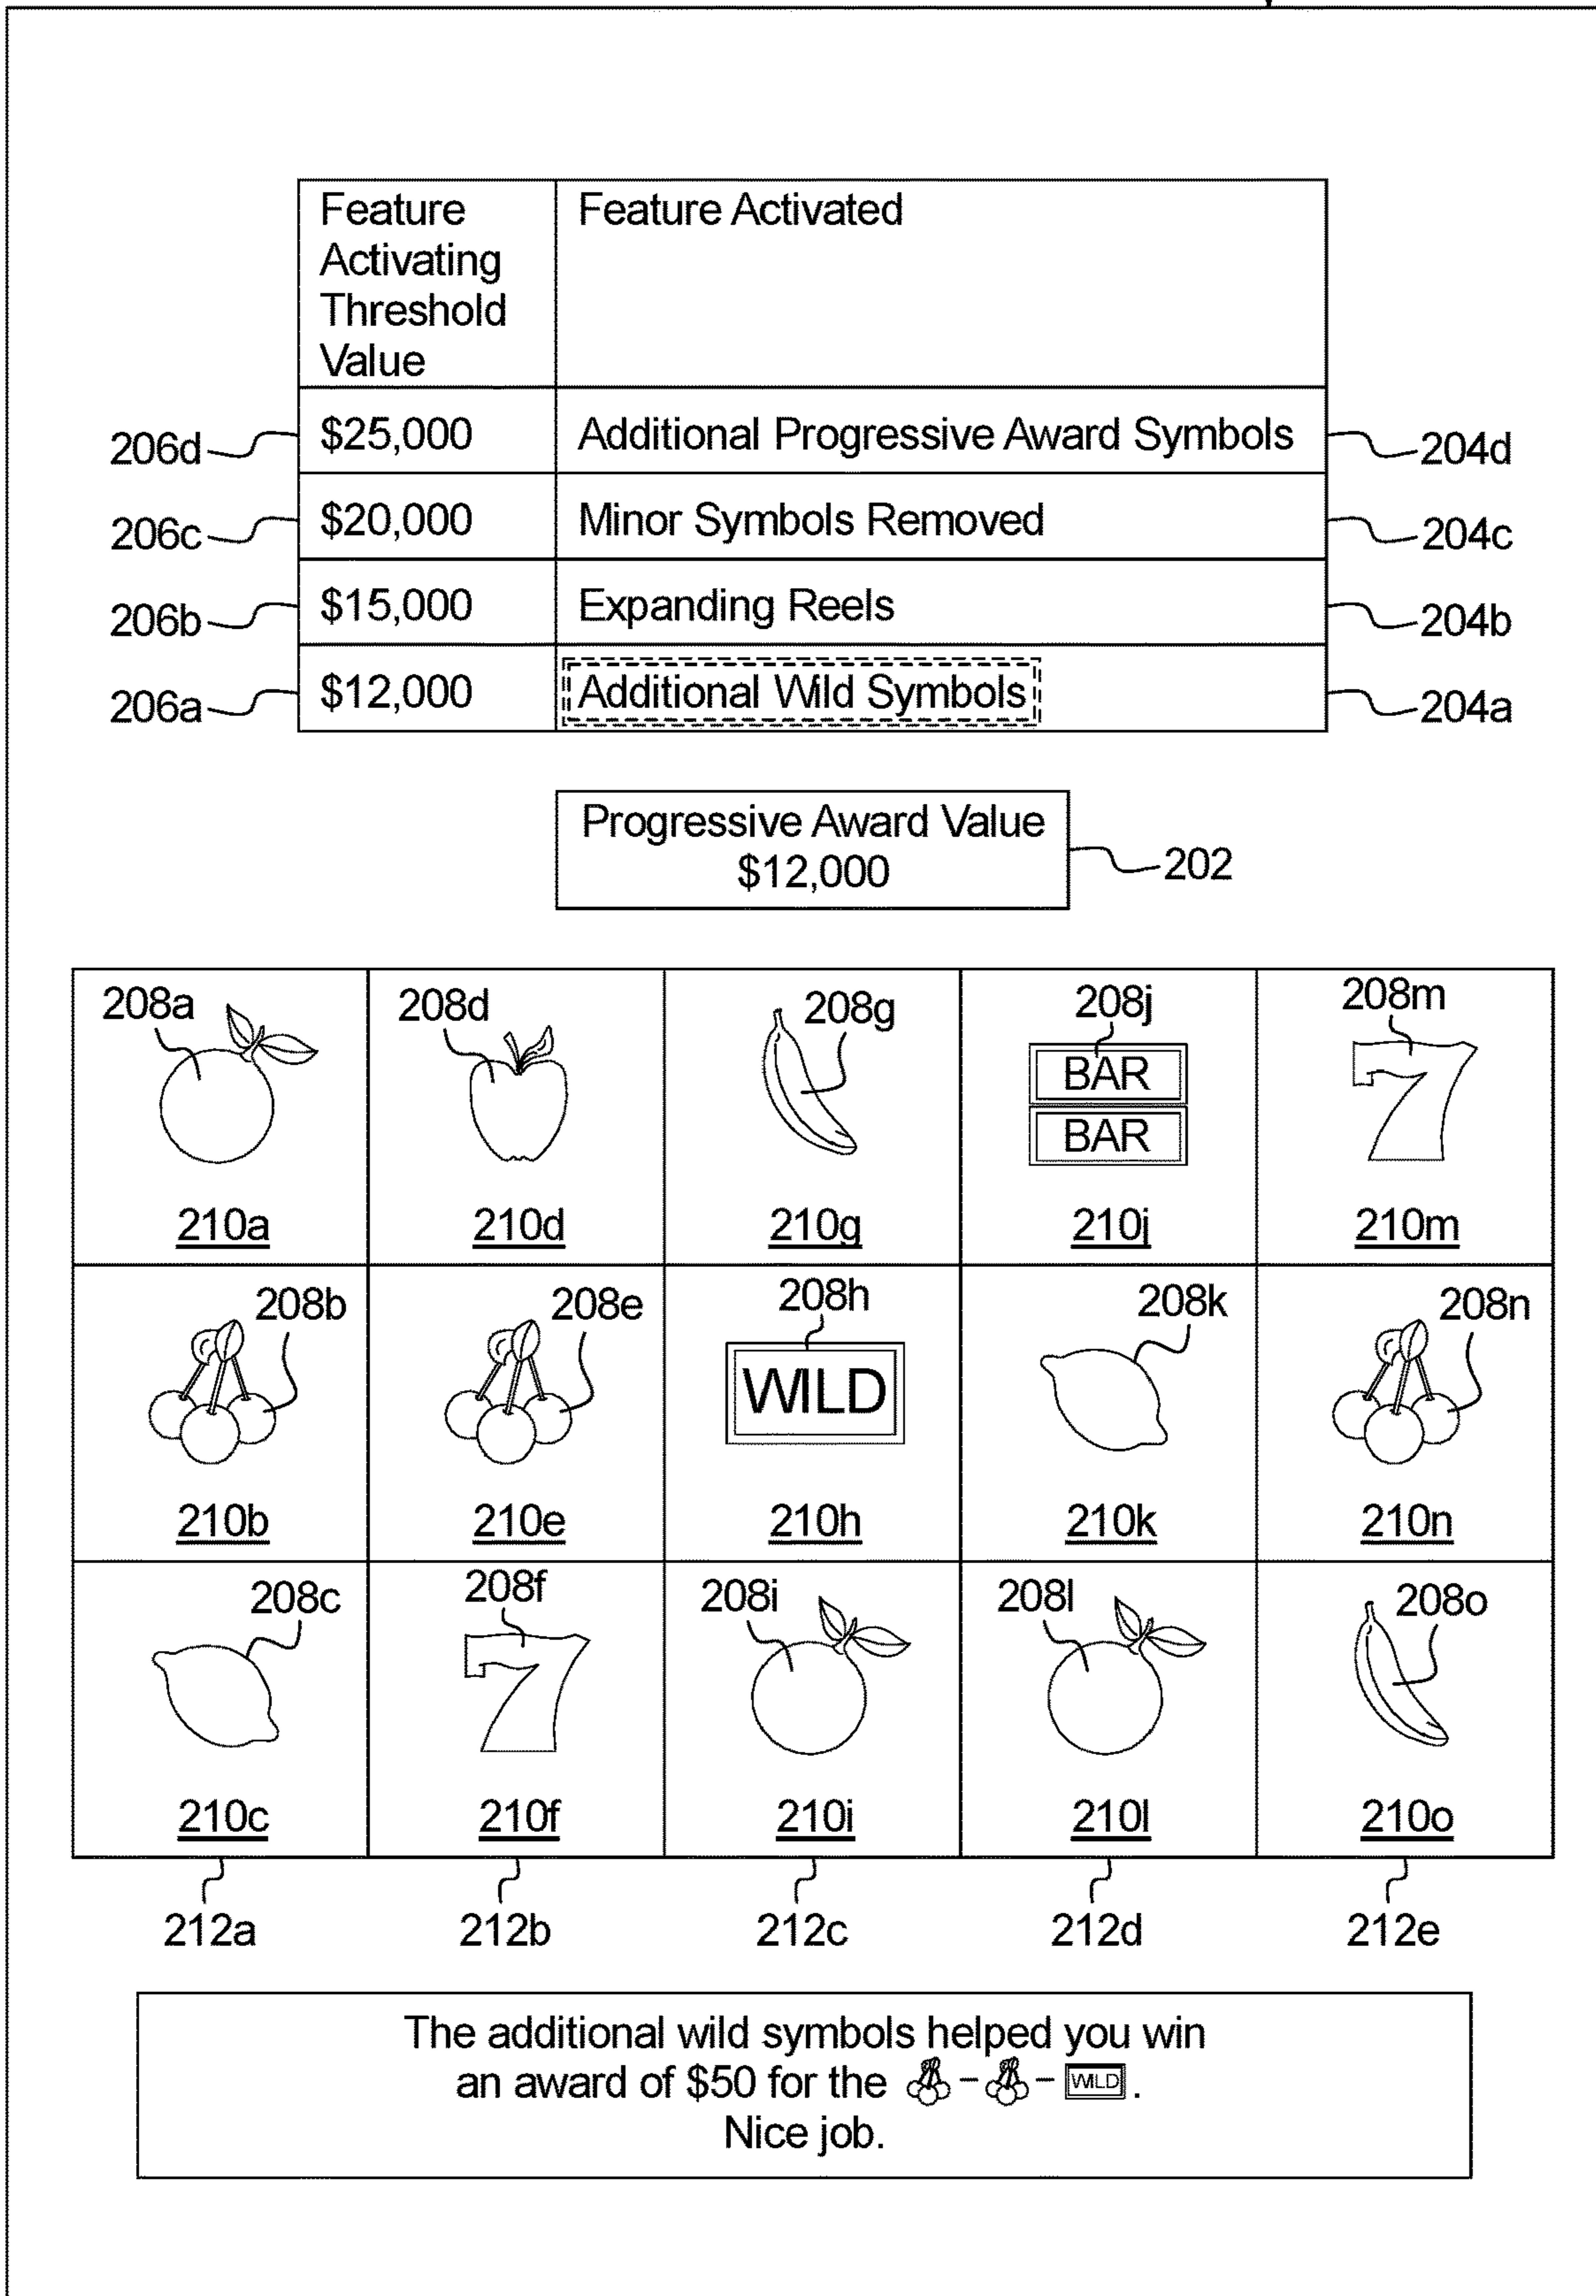 Feature Activating Threshold Value
Feature Activated
206d $25,000 Additional Progressive Award Symbols 204d
206c $20,000 Minor Symbols Removed 204c
206b $15,000 Expanding Reels 204b
206a $12,000 Additional Wild Symbols 204a
Progressive Award Value
$12,000 202
208a 208d 208g 208j 208m
BAR
BAR
210a 210d 210g 210j 210m
208b 208e 208h 208k 208n
WILD
210b 210e 210h 210k 210n
208c 208f 208i 208l 208o
210c 210f 210i 210l 210o
212a 212b 212c 212d 212e
The additional wild symbols helped you win
an award of $50 for the - - WILD .
Nice job.